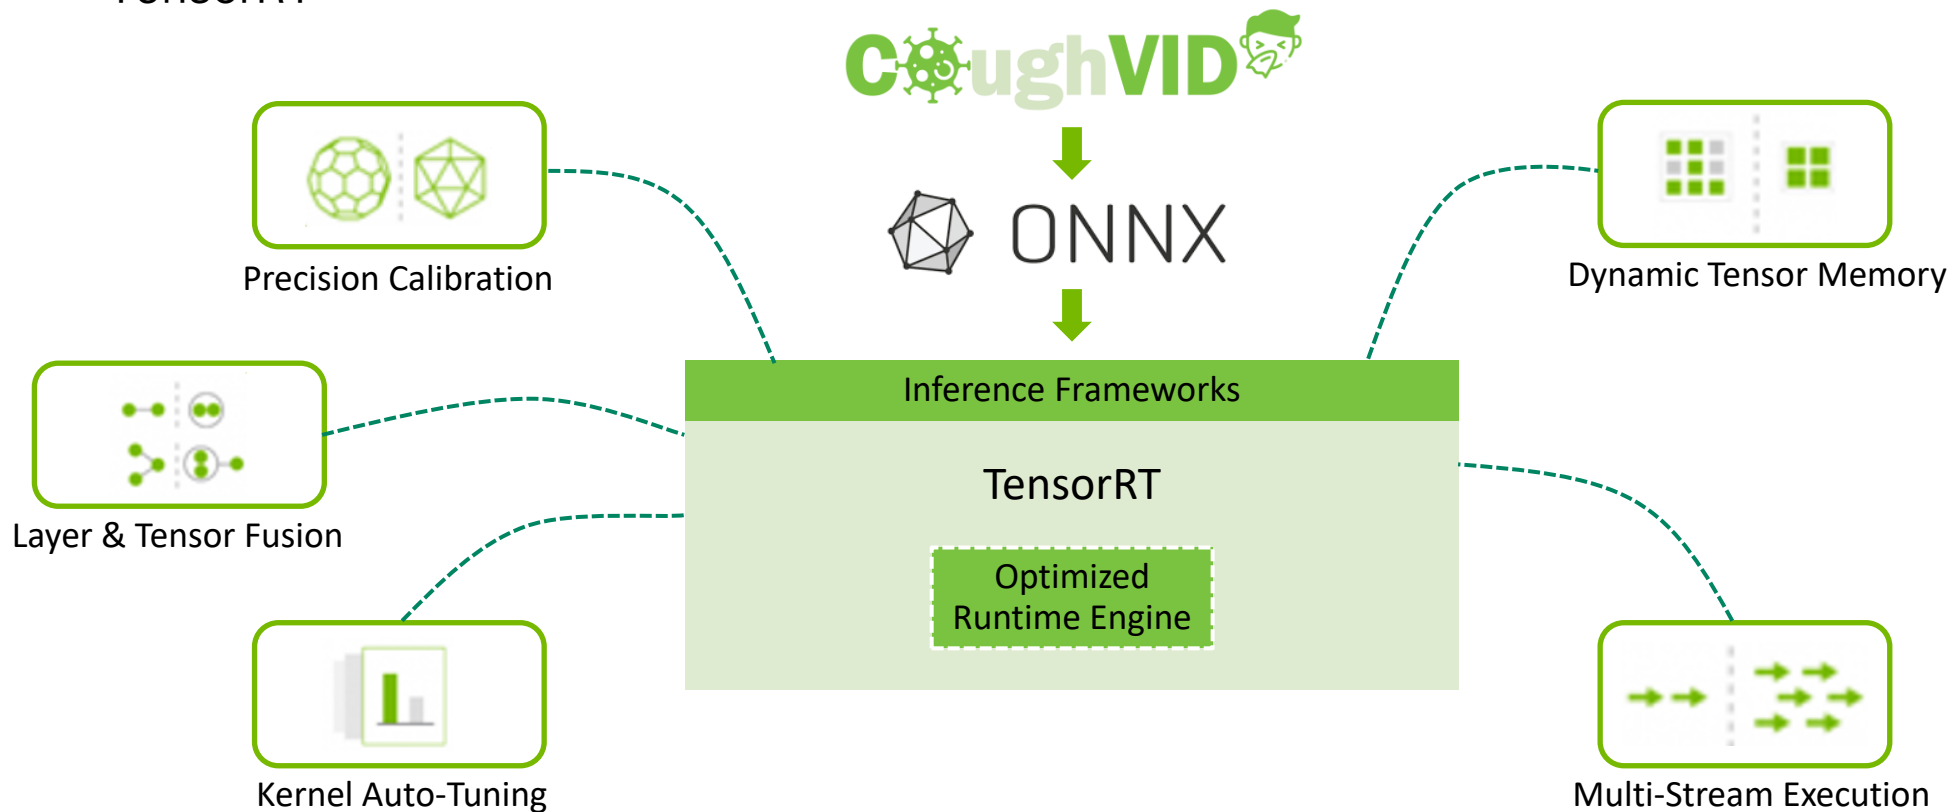 TensorRT
CoughVID
ONNX
Precision Calibration
Dynamic Tensor Memory
Inference Frameworks
TensorRT
Layer & Tensor Fusion
Optimized
Runtime Engine
Kernel Auto-Tuning
Multi-Stream Execution